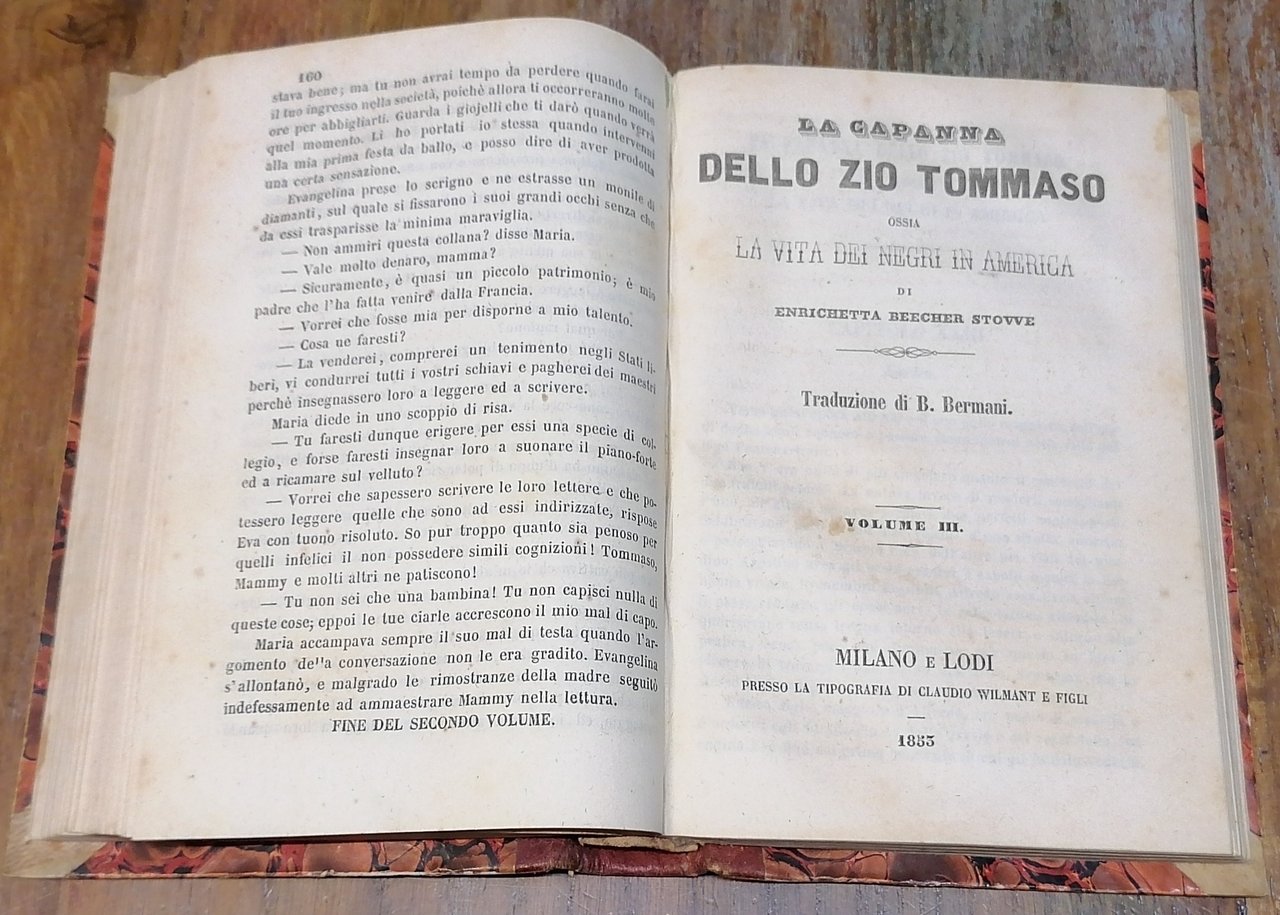 160
stava bene; ma tu non avrai tempo da perdere quando farai
il tuo ingresso nella società, poichè allora ti occorreranno molte
ore per abbigliarti. Guarda i giojelli che ti darò quando verrà
quel momento. Li ho portati io stessa quando intervenni
alla mia prima festa da ballo, e posso dire di aver prodotta
una certa sensazione.
Evangelina prese lo scrigno e ne estrasse un monile di
diamanti, sul quale si fissarono i suoi grandi occhi senza che
da essi trasparisse la minima maraviglia.
— Non ammiri questa collana? disse Maria.
— Vale molto denaro, mamma?
— Sicuramente, è quasi un piccolo patrimonio; è mio
padre che l'ha fatta venire dalla Francia.
— Vorrei che fosse mia per disporne a mio talento.
— Cosa ne faresti?
— La venderei, comprerei un tenimento negli Stati li-
beri, vi condurrei tutti i vostri schiavi e pagherei dei maestri
perchè insegnassero loro a leggere ed a scrivere.
Maria diede in uno scoppio di risa.
— Tu faresti dunque erigere per essi una specie di col-
legio, e forse faresti insegnar loro a suonare il piano-forte
ed a ricamare sul velluto?
— Vorrei che sapessero scrivere le loro lettere e che po-
tessero leggere quelle che sono ad essi indirizzate, rispose
Eva con tuono risoluto. So pur troppo quanto sia penoso per
quelli infelici il non possedere simili cognizioni! Tommaso,
Mammy e molti altri ne patiscono!
— Tu non sei che una bambina! Tu non capisci nulla di
queste cose; eppoi le tue ciarle accrescono il mio mal di capo.
Maria accampava sempre il suo mal di testa quando l'ar-
gomento della conversazione non le era gradito. Evangelina
s'allontanò, e malgrado le rimostranze della madre seguitò
indefessamente ad ammaestrare Mammy nella lettura.
FINE DEL SECONDO VOLUME.
LA CAPANNA
DELLO ZIO TOMMASO
OSSIA
LA VITA DEI NEGRI IN AMERICA
DI
ENRICHETTA BEECHER STOVVE
Traduzione di B. Bermani.
VOLUME III.
MILANO E LODI
PRESSO LA TIPOGRAFIA DI CLAUDIO WILMANT E FIGLI
1853